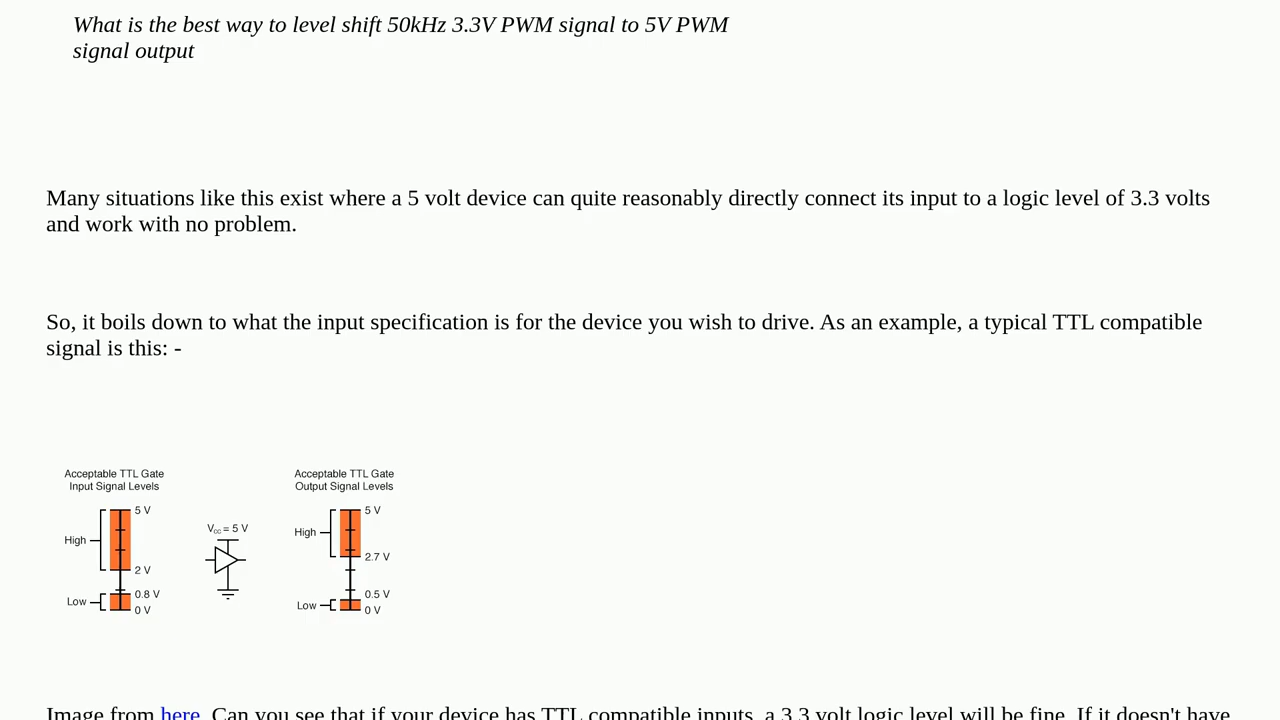 What is the best way to level shift 50kHz 3.3V PWM signal to 5V PWM
signal output
Many situations like this exist where a 5 volt device can quite reasonably directly connect its input to a logic level of 3.3 volts
and work with no problem.
So, it boils down to what the input specification is for the device you wish to drive. As an example, a typical TTL compatible
signal is this: -
Acceptable TTL Gate
Input Signal Levels
High
5 V
2 V
Low
0.8 V
0 V
Vcc = 5 V
Acceptable TTL Gate
Output Signal Levels
High
5 V
2.7 V
Low
0.5 V
0 V
Image from here. Can you see that if your device has TTL compatible inputs, a 3.3 volt logic level will be fine. If it doesn't have